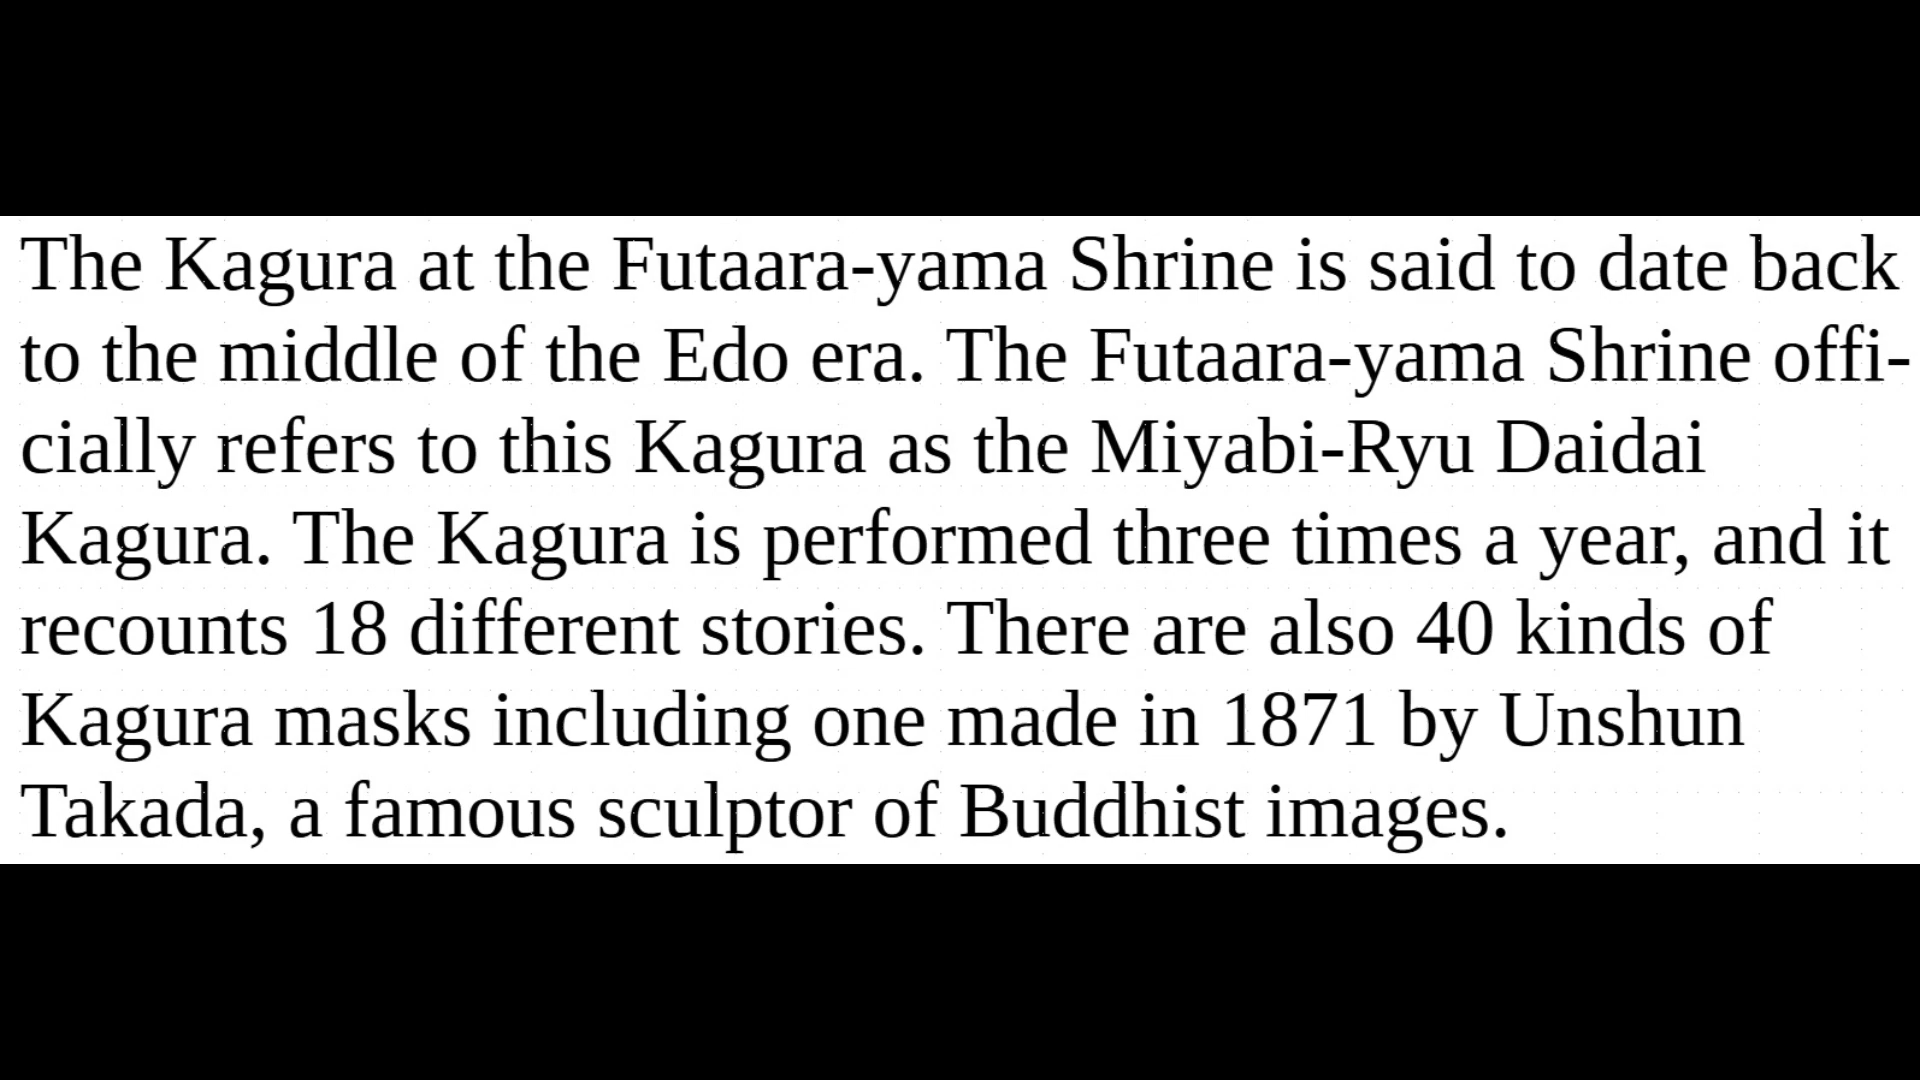 The Kagura at the Futaara-yama Shrine is said to date back
to the middle of the Edo era. The Futaara-yama Shrine offi-
cially refers to this Kagura as the Miyabi-Ryu Daidai
Kagura. The Kagura is performed three times a year, and it
recounts 18 different stories. There are also 40 kinds of
Kagura masks including one made in 1871 by Unshun
Takada, a famous sculptor of Buddhist images.